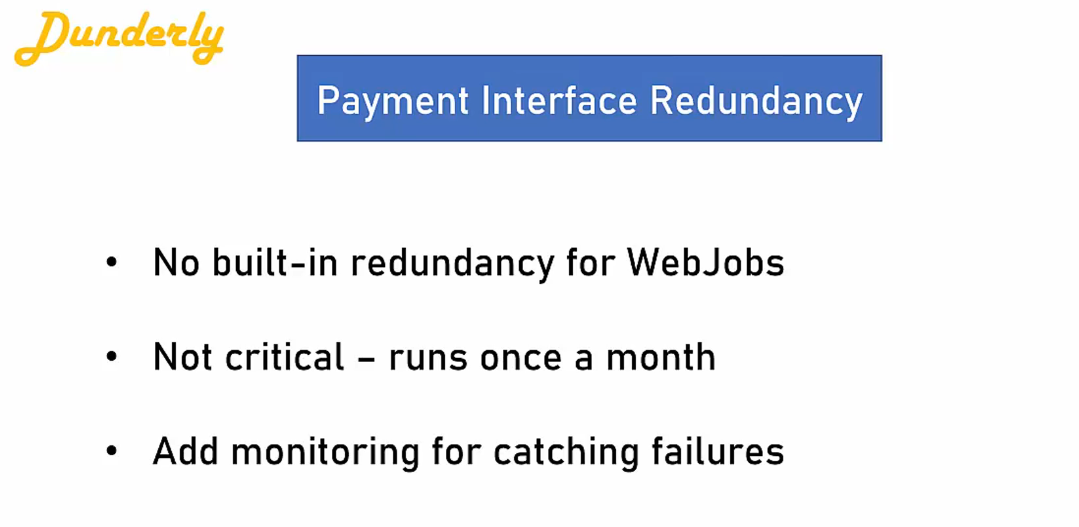 Dunderly
Payment Interface Redundancy
• No built-in redundancy for WebJobs
• Not critical – runs once a month
• Add monitoring for catching failures